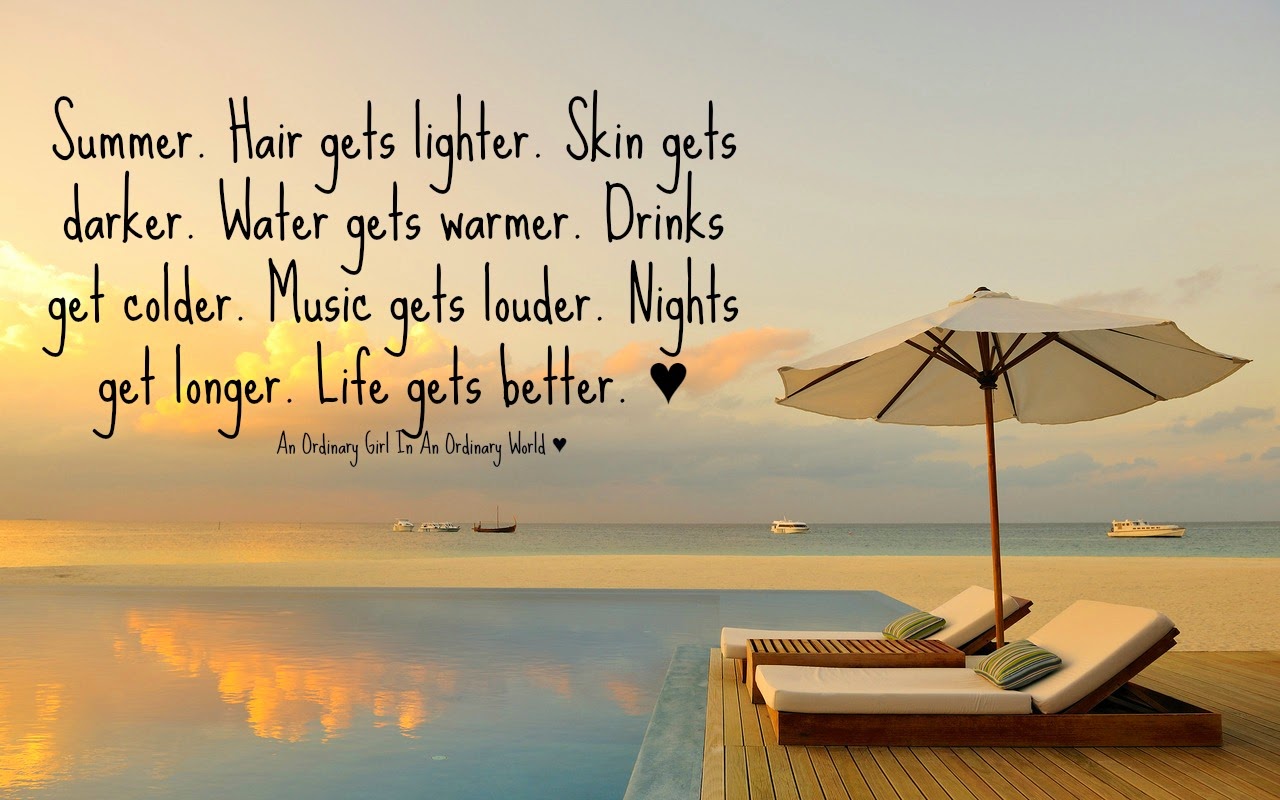 Summer. Hair gets lighter. Skin gets
darker. Water gets warmer. Drinks
get colder. Music gets louder. Nights
get longer. Life gets better. ♥
An Ordinary Girl In An Ordinary World ♥